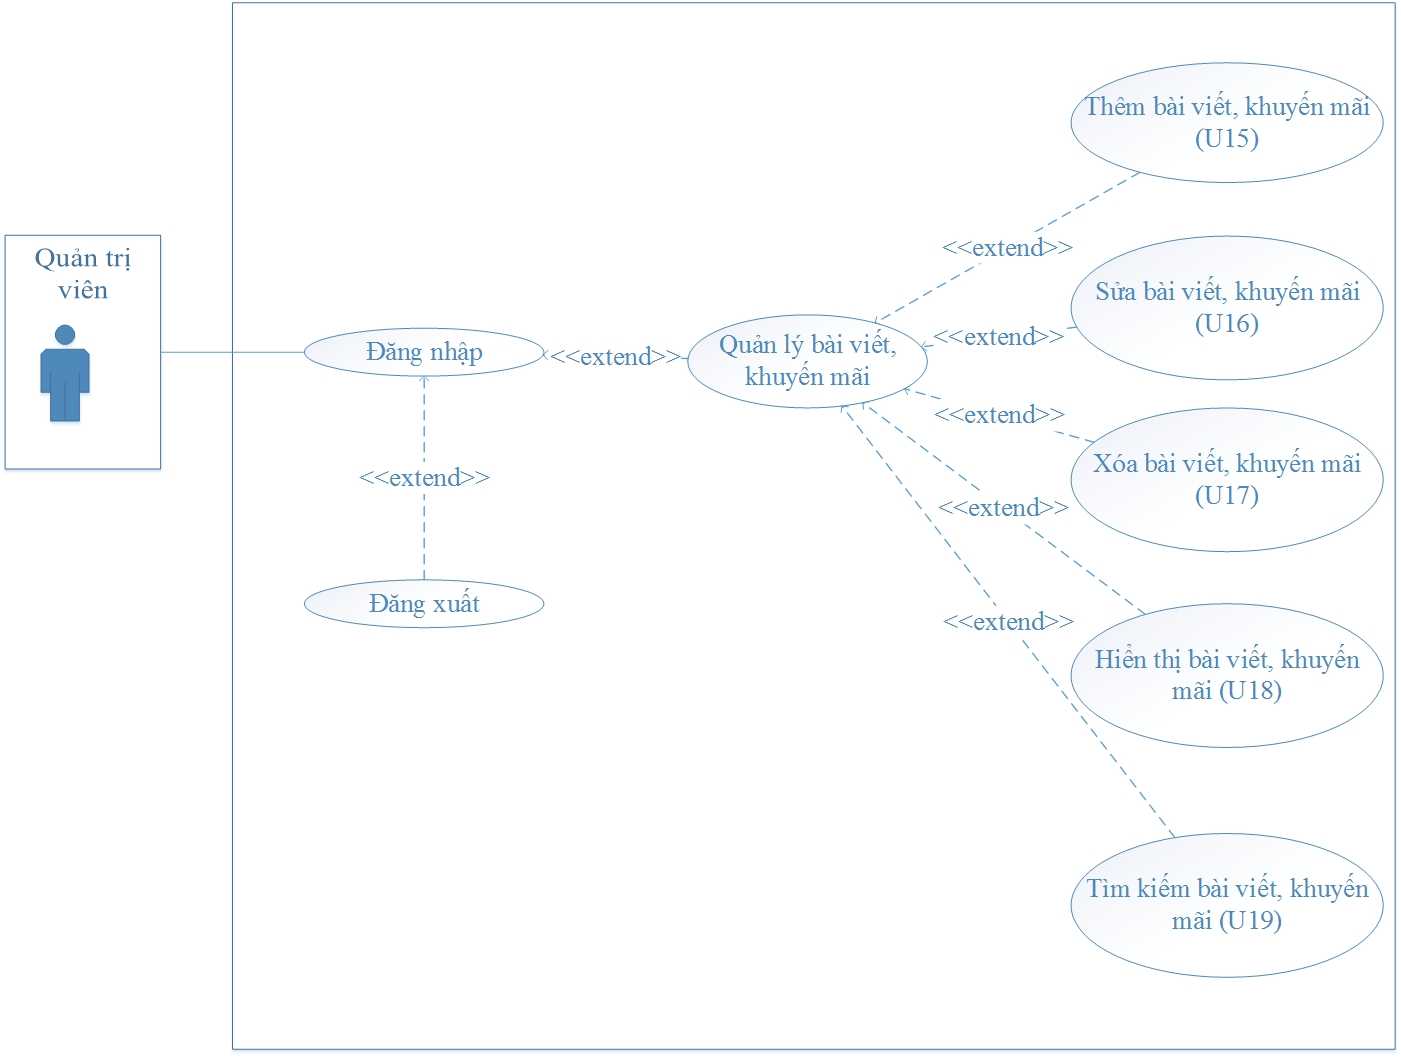 Quản trị
viên
Đăng nhập
<<extend>>
Đăng xuất
<<extend>>
Quản lý bài viết,
khuyến mãi
<<extend>>
Thêm bài viết, khuyến mãi
(U15)
<<extend>>
Sửa bài viết, khuyến mãi
(U16)
<<extend>>
Xóa bài viết, khuyến mãi
(U17)
<<extend>>
Hiển thị bài viết, khuyến
mãi (U18)
<<extend>>
Tìm kiếm bài viết, khuyến
mãi (U19)